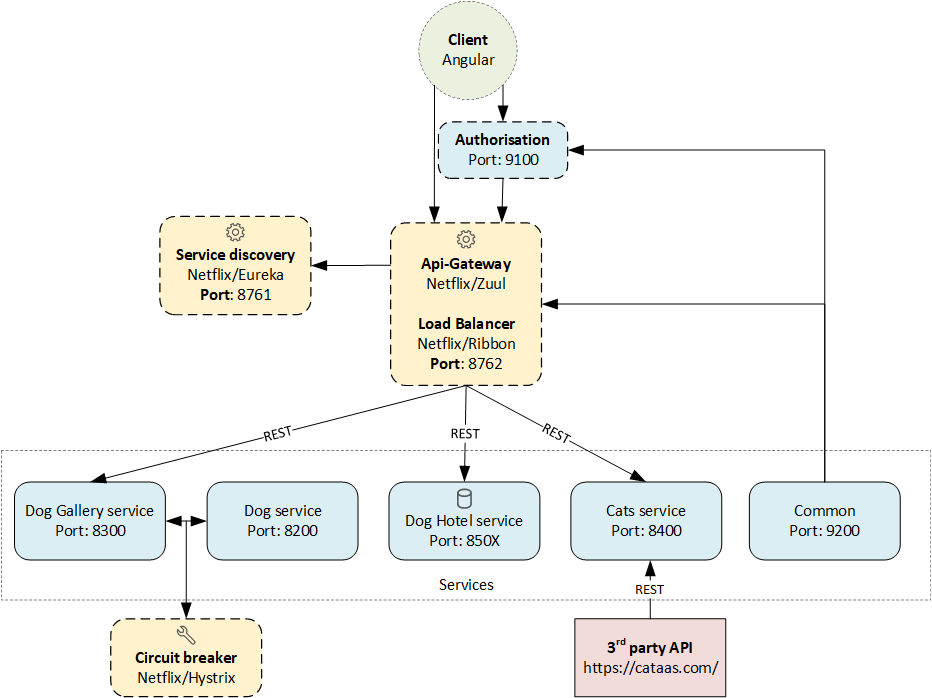 Client
Angular
Authorisation
Port: 9100
Service discovery
Netflix/Eureka
Port: 8761
Api-Gateway
Netflix/Zuul
Load Balancer
Netflix/Ribbon
Port: 8762
REST
REST
REST
Dog Gallery service
Port: 8300
Dog service
Port: 8200
Dog Hotel service
Port: 850X
Cats service
Port: 8400
Common
Port: 9200
Services
REST
Circuit breaker
Netflix/Hystrix
3rd party API
https://cataas.com/